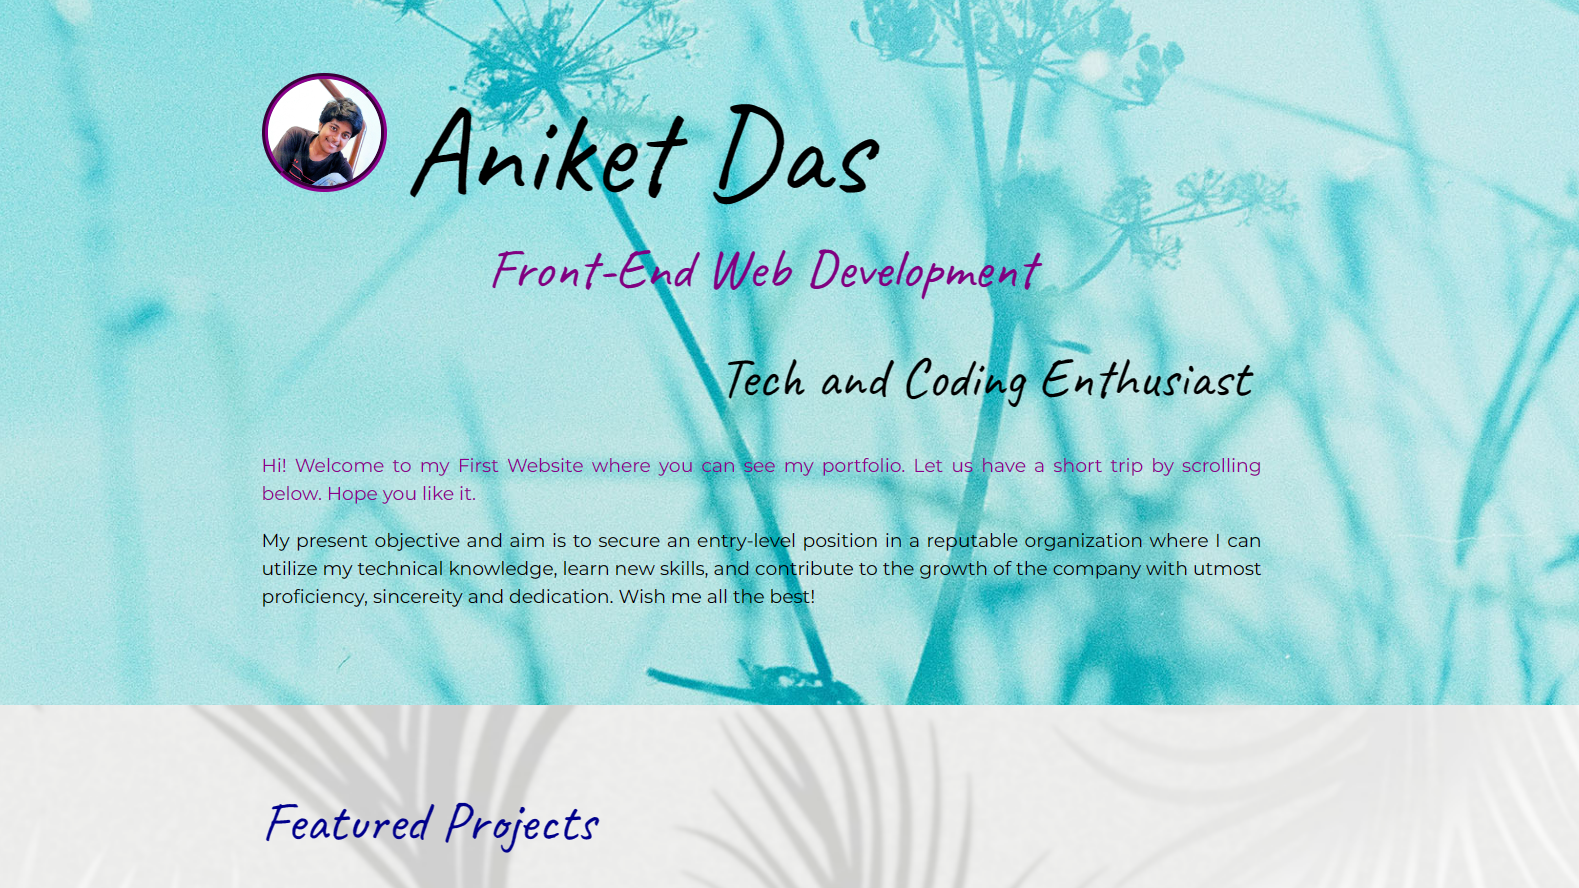 Aniket Das
Front-End Web Development
Tech and Coding Enthusiast
Hi! Welcome to my First Website where you can see my portfolio. Let us have a short trip by scrolling
below. Hope you like it.
My present objective and aim is to secure an entry-level position in a reputable organization where I can
utilize my technical knowledge, learn new skills, and contribute to the growth of the company with utmost
proficiency, sincereity and dedication. Wish me all the best!
Featured Projects